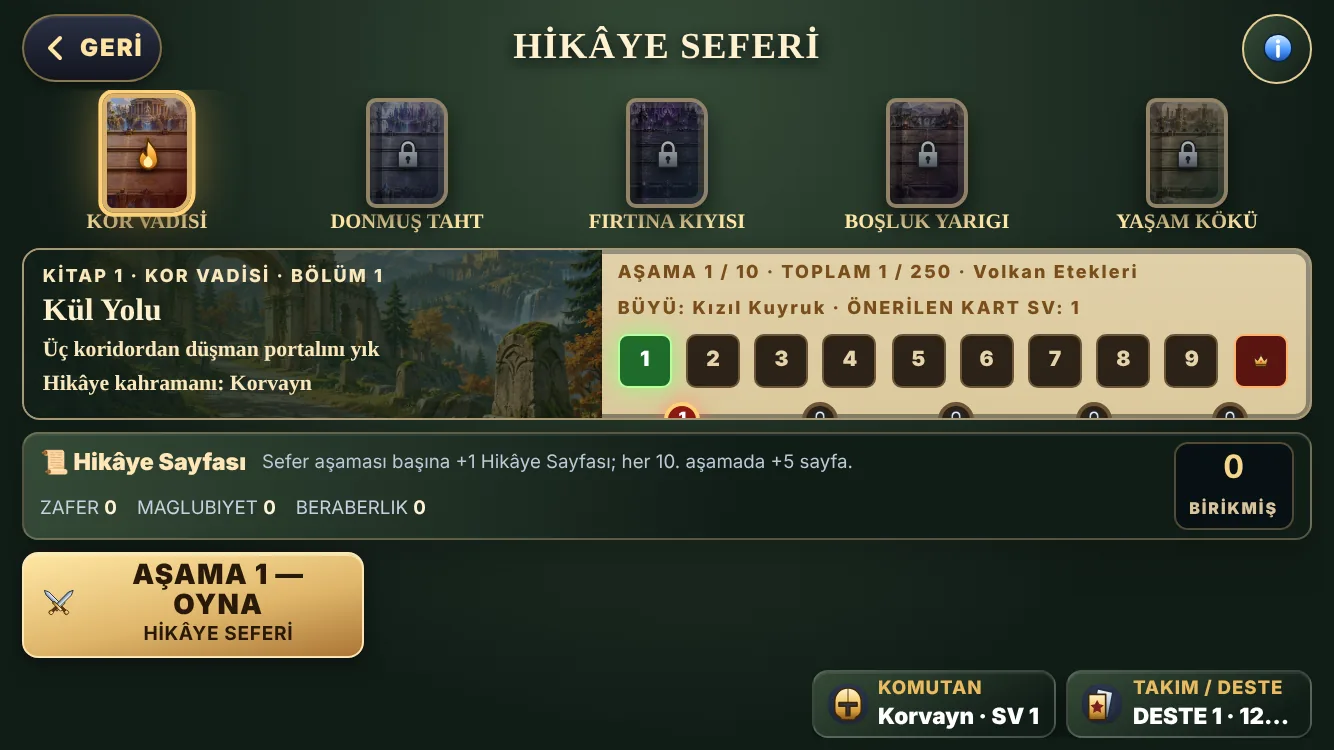 GERİ
HİKÂYE SEFERİ
KOR VADİSİ
DONMUŞ TAHT
FIRTINA KIYISI
BOŞLUK YARIGI
YAŞAM KÖKÜ
KİTAP 1 · KOR VADİSİ · BÖLÜM 1
Kül Yolu
Üç koridordan düşman portalını yık
Hikâye kahramanı: Korvayn
AŞAMA 1 / 10 · TOPLAM 1 / 250 · Volkan Etekleri
BÜYÜ: Kızıl Kuyruk · ÖNERİLEN KART SV: 1
1 2 3 4 5 6 7 8 9
1
Hikâye Sayfası Sefer aşaması başına +1 Hikâye Sayfası; her 10. aşamada +5 sayfa.
ZAFER 0 MAGLUBIYET 0 BERABERLIK 0
0
BİRİKMİŞ
AŞAMA 1 —
OYNA
HİKÂYE SEFERİ
KOMUTAN
Korvayn · SV 1
TAKIM / DESTE
DESTE 1 · 12...